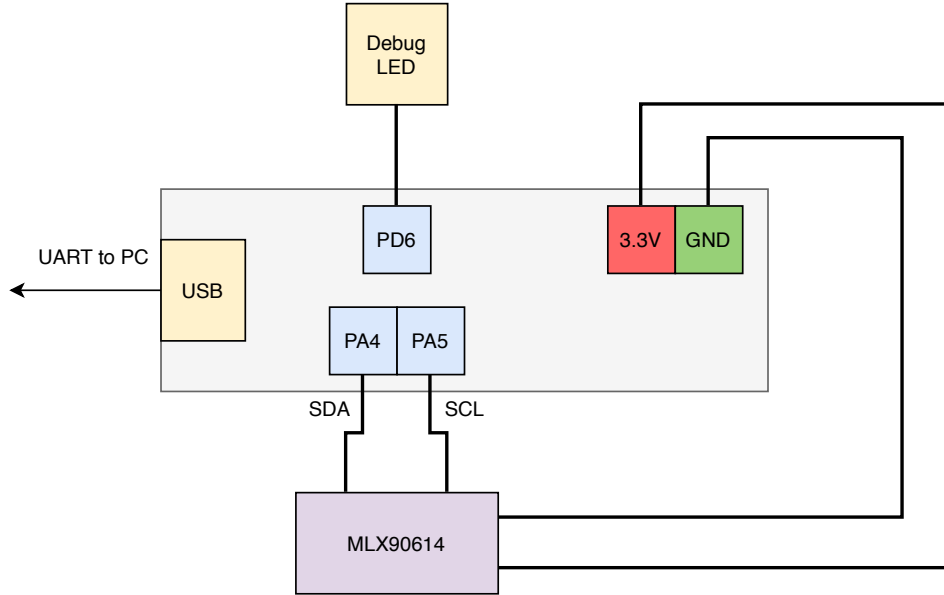 Debug
LED
PD6
3.3V
GND
UART to PC
USB
PA4
PA5
SDA
SCL
MLX90614